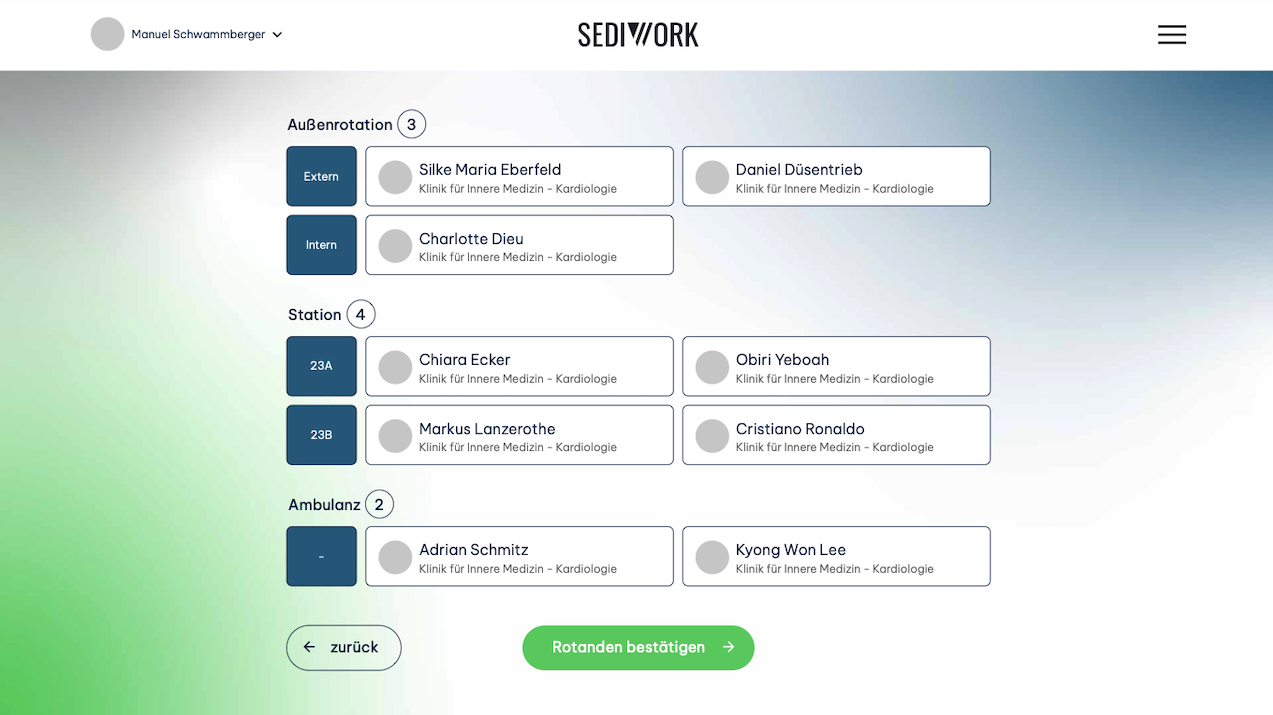 Manuel Schwammberger
SEDIWORK
Außenrotation 3
Extern
Silke Maria Eberfeld
Klinik für Innere Medizin - Kardiologie
Daniel Düsentrieb
Klinik für Innere Medizin - Kardiologie
Intern
Charlotte Dieu
Klinik für Innere Medizin - Kardiologie
Station 4
23A
Chiara Ecker
Klinik für Innere Medizin - Kardiologie
Obiri Yeboah
Klinik für Innere Medizin - Kardiologie
23B
Markus Lanzerothe
Klinik für Innere Medizin - Kardiologie
Cristiano Ronaldo
Klinik für Innere Medizin - Kardiologie
Ambulanz 2
-
Adrian Schmitz
Klinik für Innere Medizin - Kardiologie
Kyong Won Lee
Klinik für Innere Medizin - Kardiologie
← zurück
Rotanden bestätigen →